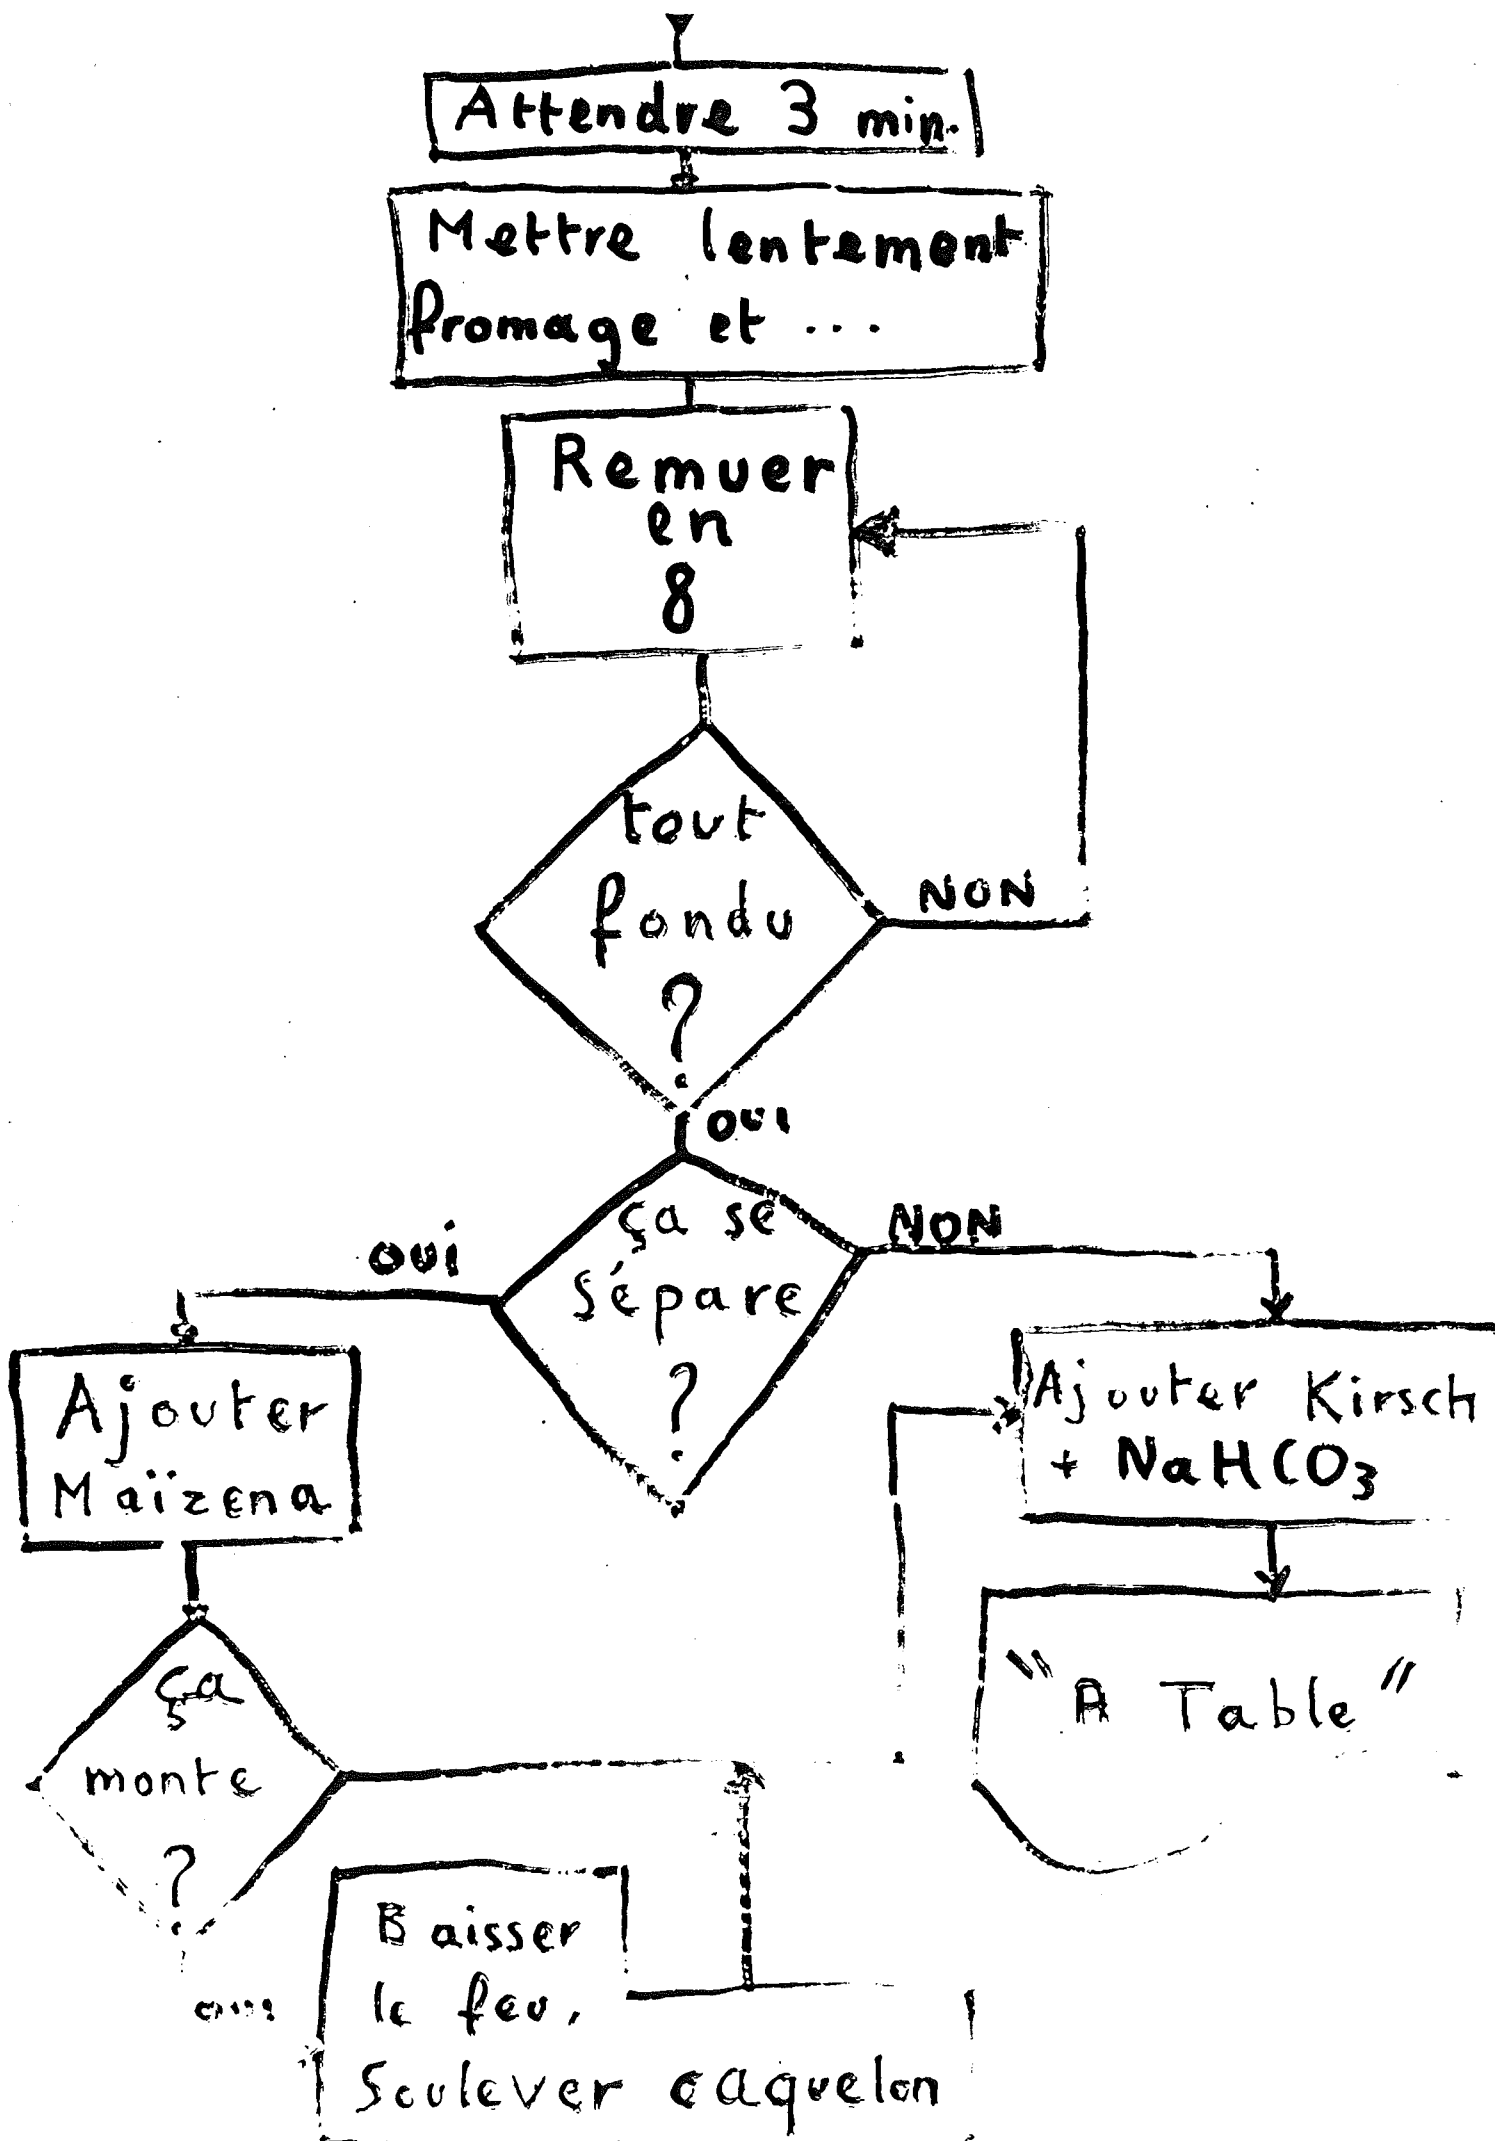 Attendre 3 min.
Mettre lentement
fromage et ...
Remuer
en
8
tout
fondu
?
NON
OUI
ça se
sépare
?
OUi
NON
Ajouter
Maïzena
Ajouter Kirsch
+ NaHCO3
"A Table"
ça
monte
?
oui
Baisser
le feu,
Soulever caquelon